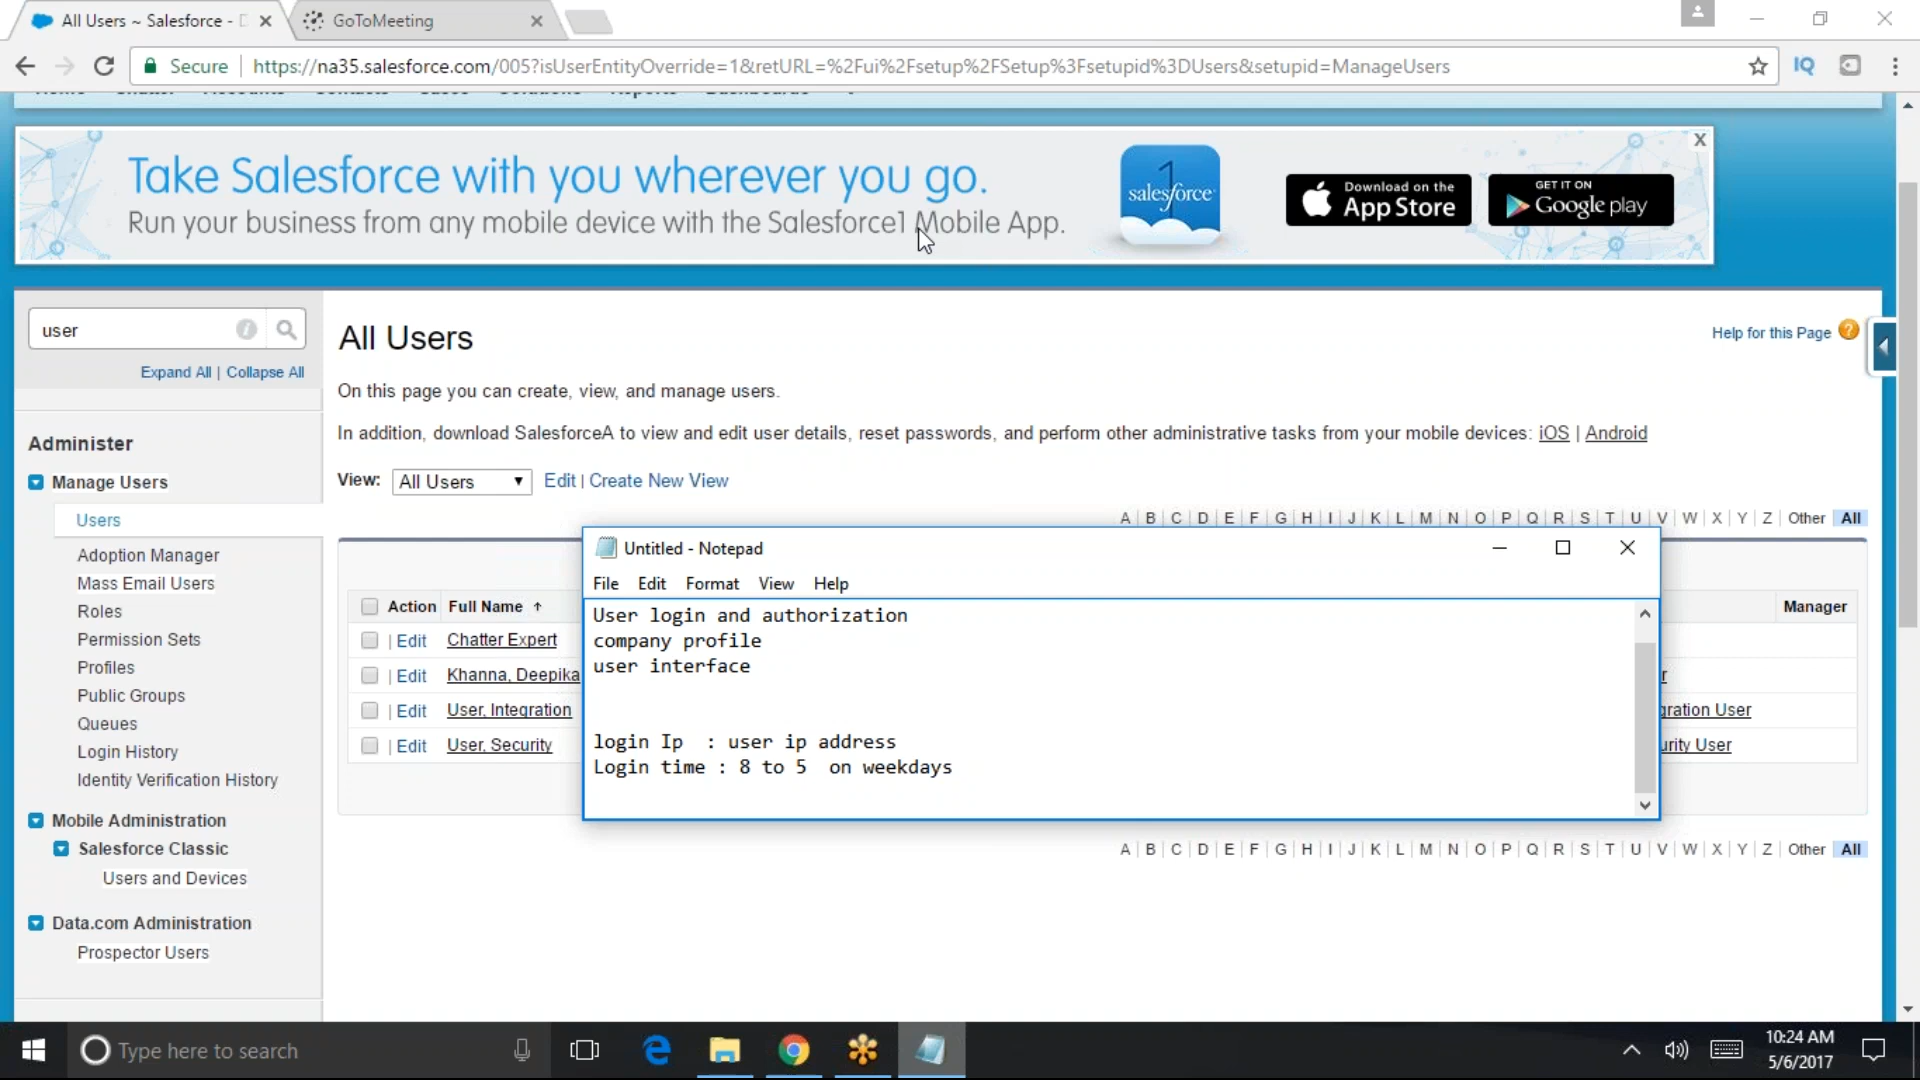 All Users ~ Salesforce - D
GoToMeeting
Secure
https://na35.salesforce.com/005?isUserEntityOverride=1&retURL=%2Fui%2Fsetup%2FSetup%3Fsetupid%3DUsers&setupid=ManageUsers
IQ
Take Salesforce with you wherever you go.
Run your business from any mobile device with the Salesforce1 Mobile App.
1
salesforce
Download on the
App Store
GET IT ON
Google play
X
user
Expand All | Collapse All
Administer
Manage Users
Users
Adoption Manager
Mass Email Users
Roles
Permission Sets
Profiles
Public Groups
Queues
Login History
Identity Verification History
Mobile Administration
Salesforce Classic
Users and Devices
Data.com Administration
Prospector Users
All Users
Help for this Page ?
On this page you can create, view, and manage users.
In addition, download SalesforceA to view and edit user details, reset passwords, and perform other administrative tasks from your mobile devices: iOS | Android
View: All Users Edit | Create New View
A | B | C | D | E | F | G | H | I | J | K | L | M | N | O | P | Q | R | S | T | U | V | W | X | Y | Z | Other | All
Action Full Name Manager
Edit Chatter Expert
Edit Khanna, Deepika
Edit User, Integration gration User
Edit User, Security urity User
Untitled - Notepad
File Edit Format View Help
User login and authorization
company profile
user interface
login Ip : user ip address
Login time : 8 to 5 on weekdays
A | B | C | D | E | F | G | H | I | J | K | L | M | N | O | P | Q | R | S | T | U | V | W | X | Y | Z | Other | All
Type here to search
10:24 AM
5/6/2017